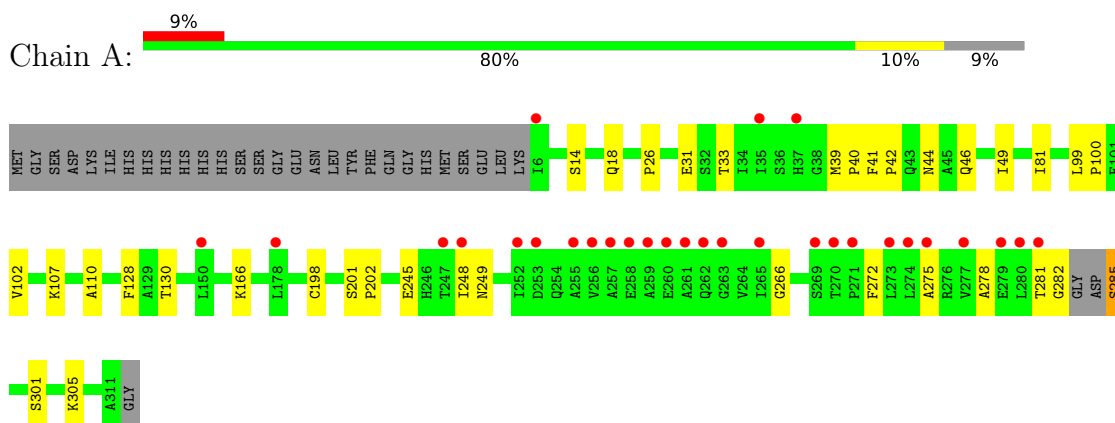 9%
Chain A:
80% 10% 9%
MET GLY SER ASP LYS ILE HIS HIS HIS HIS HIS HIS SER SER GLY GLU ASN LEU TYR PHE GLN GLY HIS MET SER GLU LEU LYS I6 S14 Q18 P26 E31 S32 T33 I34 I35 S36 H37 G38 M39 P40 F41 P42 Q43 N44 A45 Q46 I49 I81 L99 P100
V102 K107 A110 F128 A129 T130 L150 K166 L178 C198 S201 P202 E245 H246 T247 I248 N249 I252 D253 Q254 A255 V256 A257 E258 A259 E260 A261 Q262 G263 V264 I265 G266 S269 T270 P271 F272 L273 L274 A275 R276 V277 A278 E279 L280 T281 G282 GLY ASP S285
S301 K305 A311 GLY